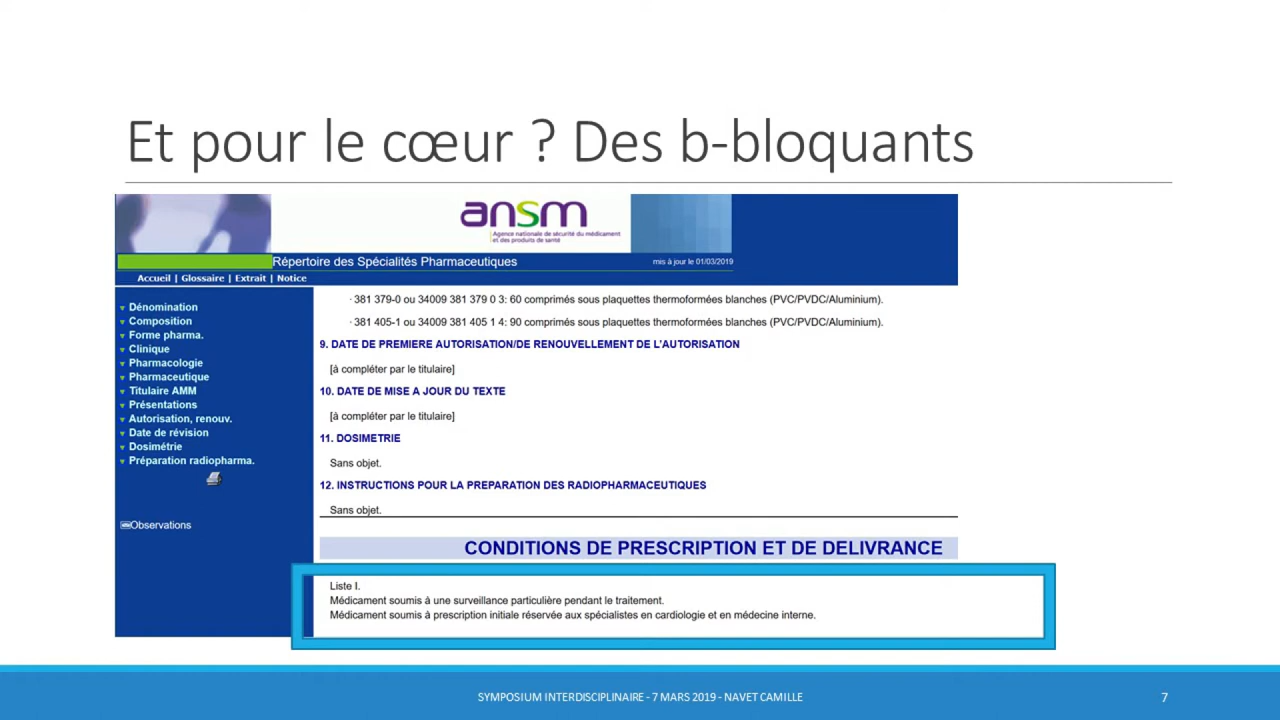 Et pour le cœur ? Des b-bloquants
ansm
Agence nationale de sécurité du médicament
et des produits de santé
Répertoire des Spécialités Pharmaceutiques
mis à jour le 01/03/2019
Accueil | Glossaire | Extrait | Notice
Dénomination
Composition
Forme pharma.
Clinique
Pharmacologie
Pharmaceutique
Titulaire AMM
Présentations
Autorisation, renouv.
Date de révision
Dosimétrie
Préparation radiopharma.
Observations
· 381 379-0 ou 34009 381 379 0 3: 60 comprimés sous plaquettes thermoformées blanches (PVC/PVDC/Aluminium).
· 381 405-1 ou 34009 381 405 1 4: 90 comprimés sous plaquettes thermoformées blanches (PVC/PVDC/Aluminium).
9. DATE DE PREMIERE AUTORISATION/DE RENOUVELLEMENT DE L'AUTORISATION
[à compléter par le titulaire]
10. DATE DE MISE A JOUR DU TEXTE
[à compléter par le titulaire]
11. DOSIMETRIE
Sans objet.
12. INSTRUCTIONS POUR LA PREPARATION DES RADIOPHARMACEUTIQUES
Sans objet.
CONDITIONS DE PRESCRIPTION ET DE DELIVRANCE
Liste I.
Médicament soumis à une surveillance particulière pendant le traitement.
Médicament soumis à prescription initiale réservée aux spécialistes en cardiologie et en médecine interne.
SYMPOSIUM INTERDISCIPLINAIRE - 7 MARS 2019 - NAVET CAMILLE
7